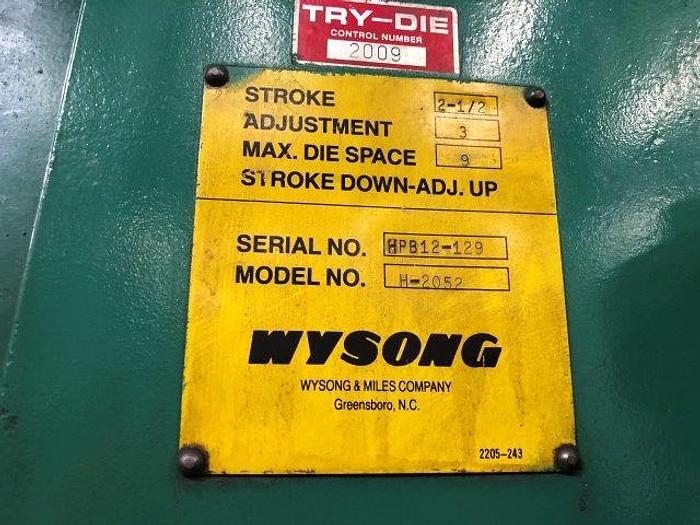 TRY-DIE
CONTROL NUMBER
2009
STROKE 2-1/2
ADJUSTMENT 3
MAX. DIE SPACE 9
STROKE DOWN-ADJ. UP
SERIAL NO. HPB12-129
MODEL NO. H-2052
WYSONG
WYSONG & MILES COMPANY
Greensboro, N.C.
2205-243